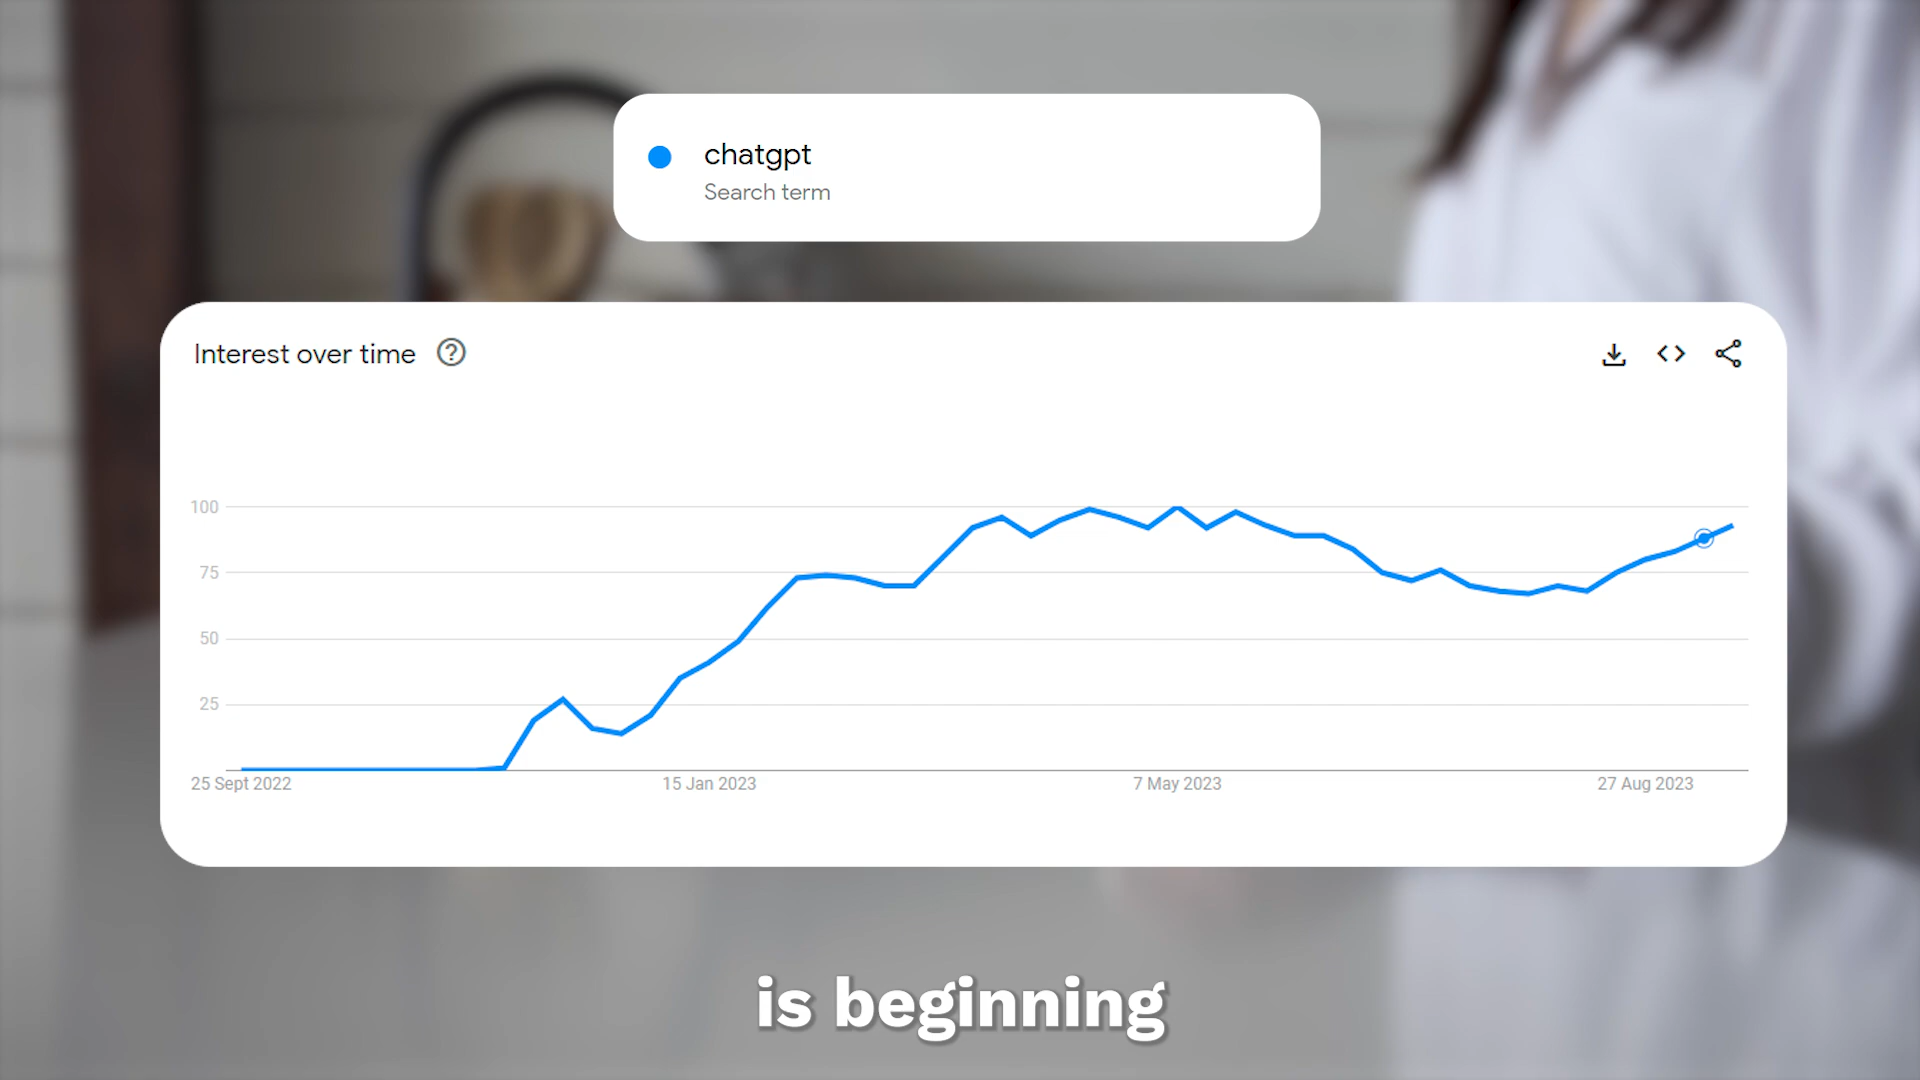 chatgpt
Search term
Interest over time
100
75
50
25
25 Sept 2022
15 Jan 2023
7 May 2023
27 Aug 2023
is beginning